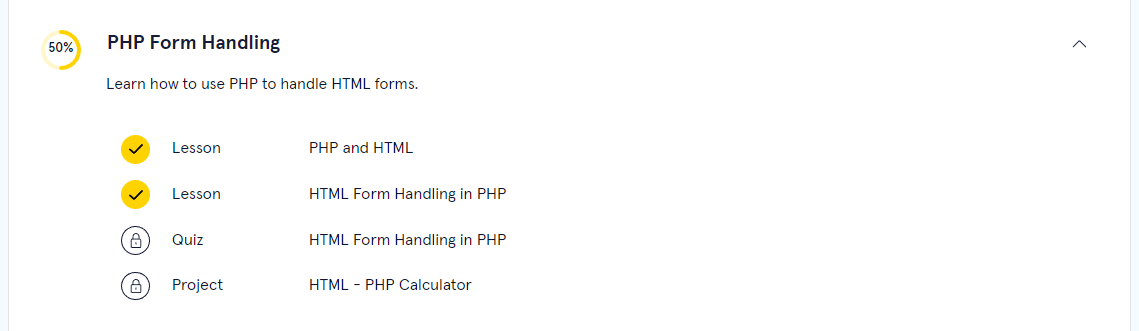 50%
PHP Form Handling
Learn how to use PHP to handle HTML forms.
Lesson PHP and HTML
Lesson HTML Form Handling in PHP
Quiz HTML Form Handling in PHP
Project HTML - PHP Calculator